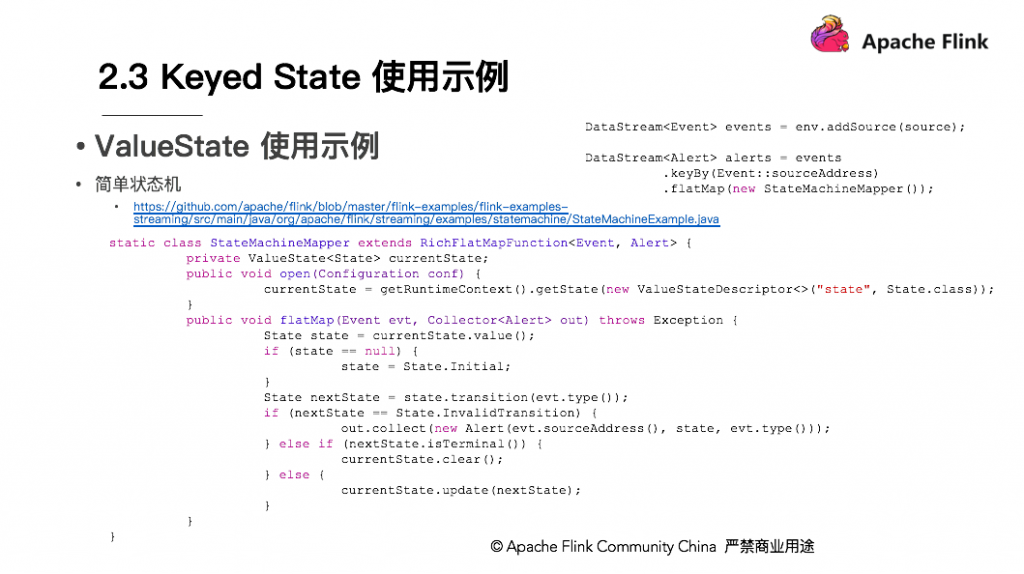 Apache Flink
2.3 Keyed State 使用示例
• ValueState 使用示例
DataStream<Event> events = env.addSource(source);
DataStream<Alert> alerts = events
.keyBy(Event::sourceAddress)
.flatMap(new StateMachineMapper());
• 简单状态机
• https://github.com/apache/flink/blob/master/flink-examples/flink-examples-
streaming/src/main/java/org/apache/flink/streaming/examples/statemachine/StateMachineExample.java
static class StateMachineMapper extends RichFlatMapFunction<Event, Alert> {
private ValueState<State> currentState;
public void open(Configuration conf) {
currentState = getRuntimeContext().getState(new ValueStateDescriptor<>("state", State.class));
}
public void flatMap(Event evt, Collector<Alert> out) throws Exception {
State state = currentState.value();
if (state == null) {
state = State.Initial;
}
State nextState = state.transition(evt.type());
if (nextState == State.InvalidTransition) {
out.collect(new Alert(evt.sourceAddress(), state, evt.type()));
} else if (nextState.isTerminal()) {
currentState.clear();
} else {
currentState.update(nextState);
}
}
}
© Apache Flink Community China 严禁商业用途